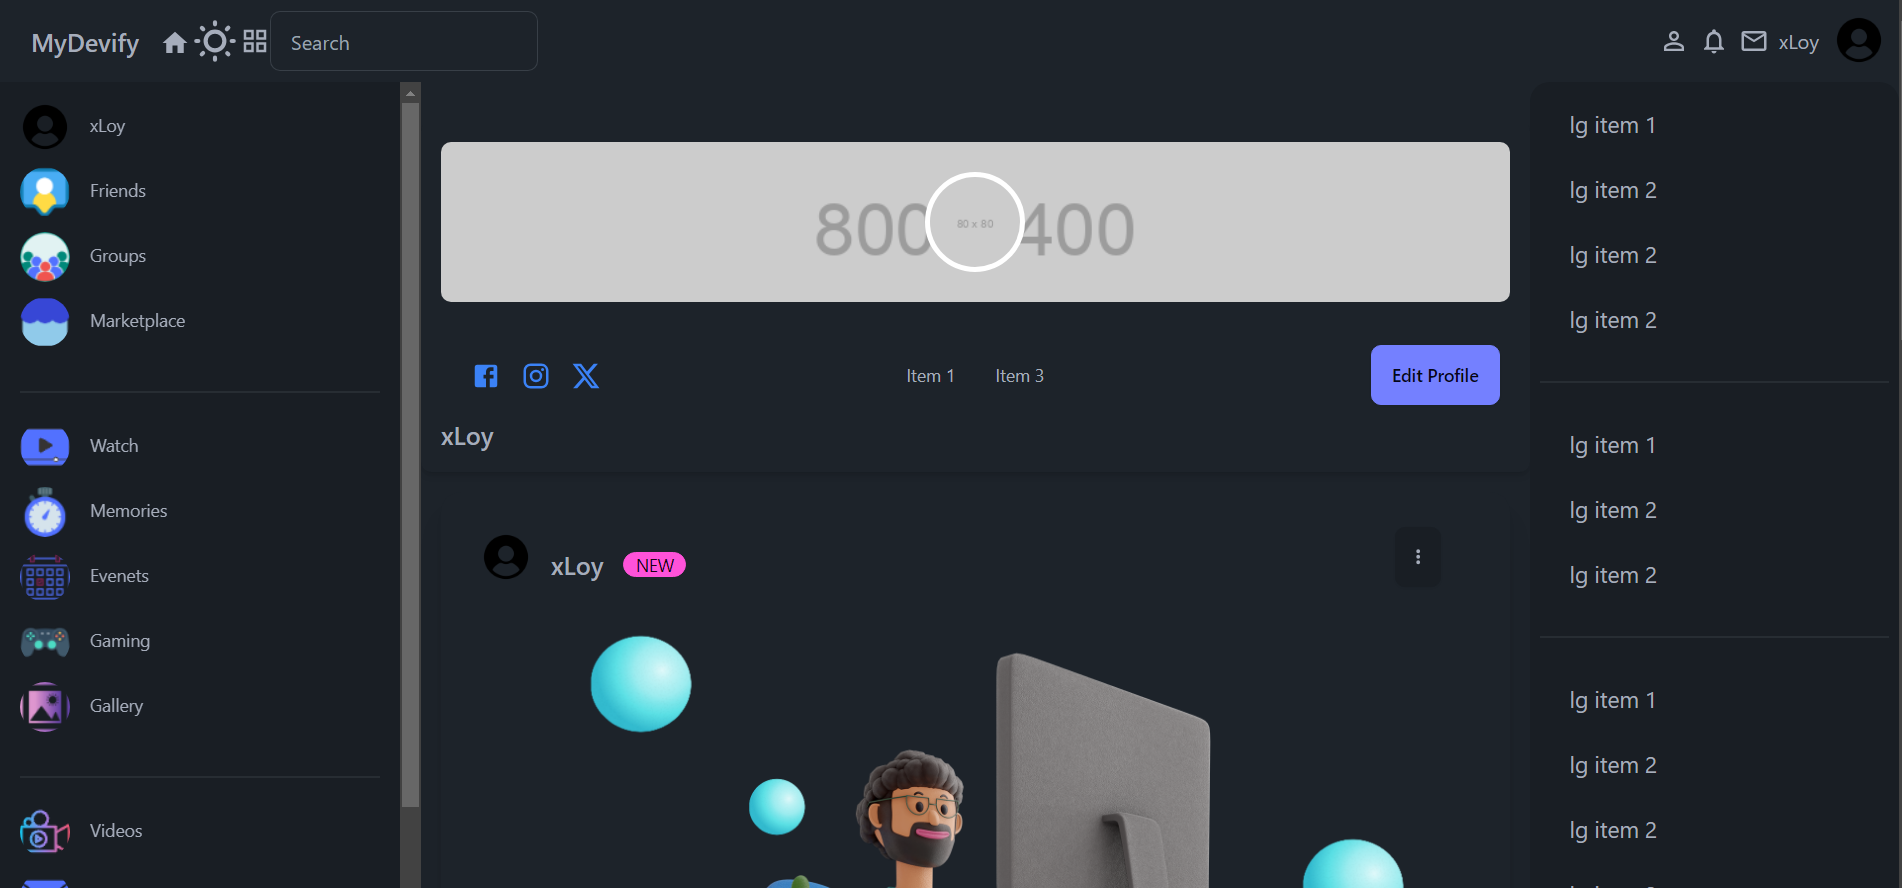 MyDevify
Search
xLoy
xLoy
Friends
Groups
Marketplace
Watch
Memories
Evenets
Gaming
Gallery
Videos
800
400
80 x 80
Item 1
Item 3
Edit Profile
xLoy
xLoy
NEW
lg item 1
lg item 2
lg item 2
lg item 2
lg item 1
lg item 2
lg item 2
lg item 1
lg item 2
lg item 2